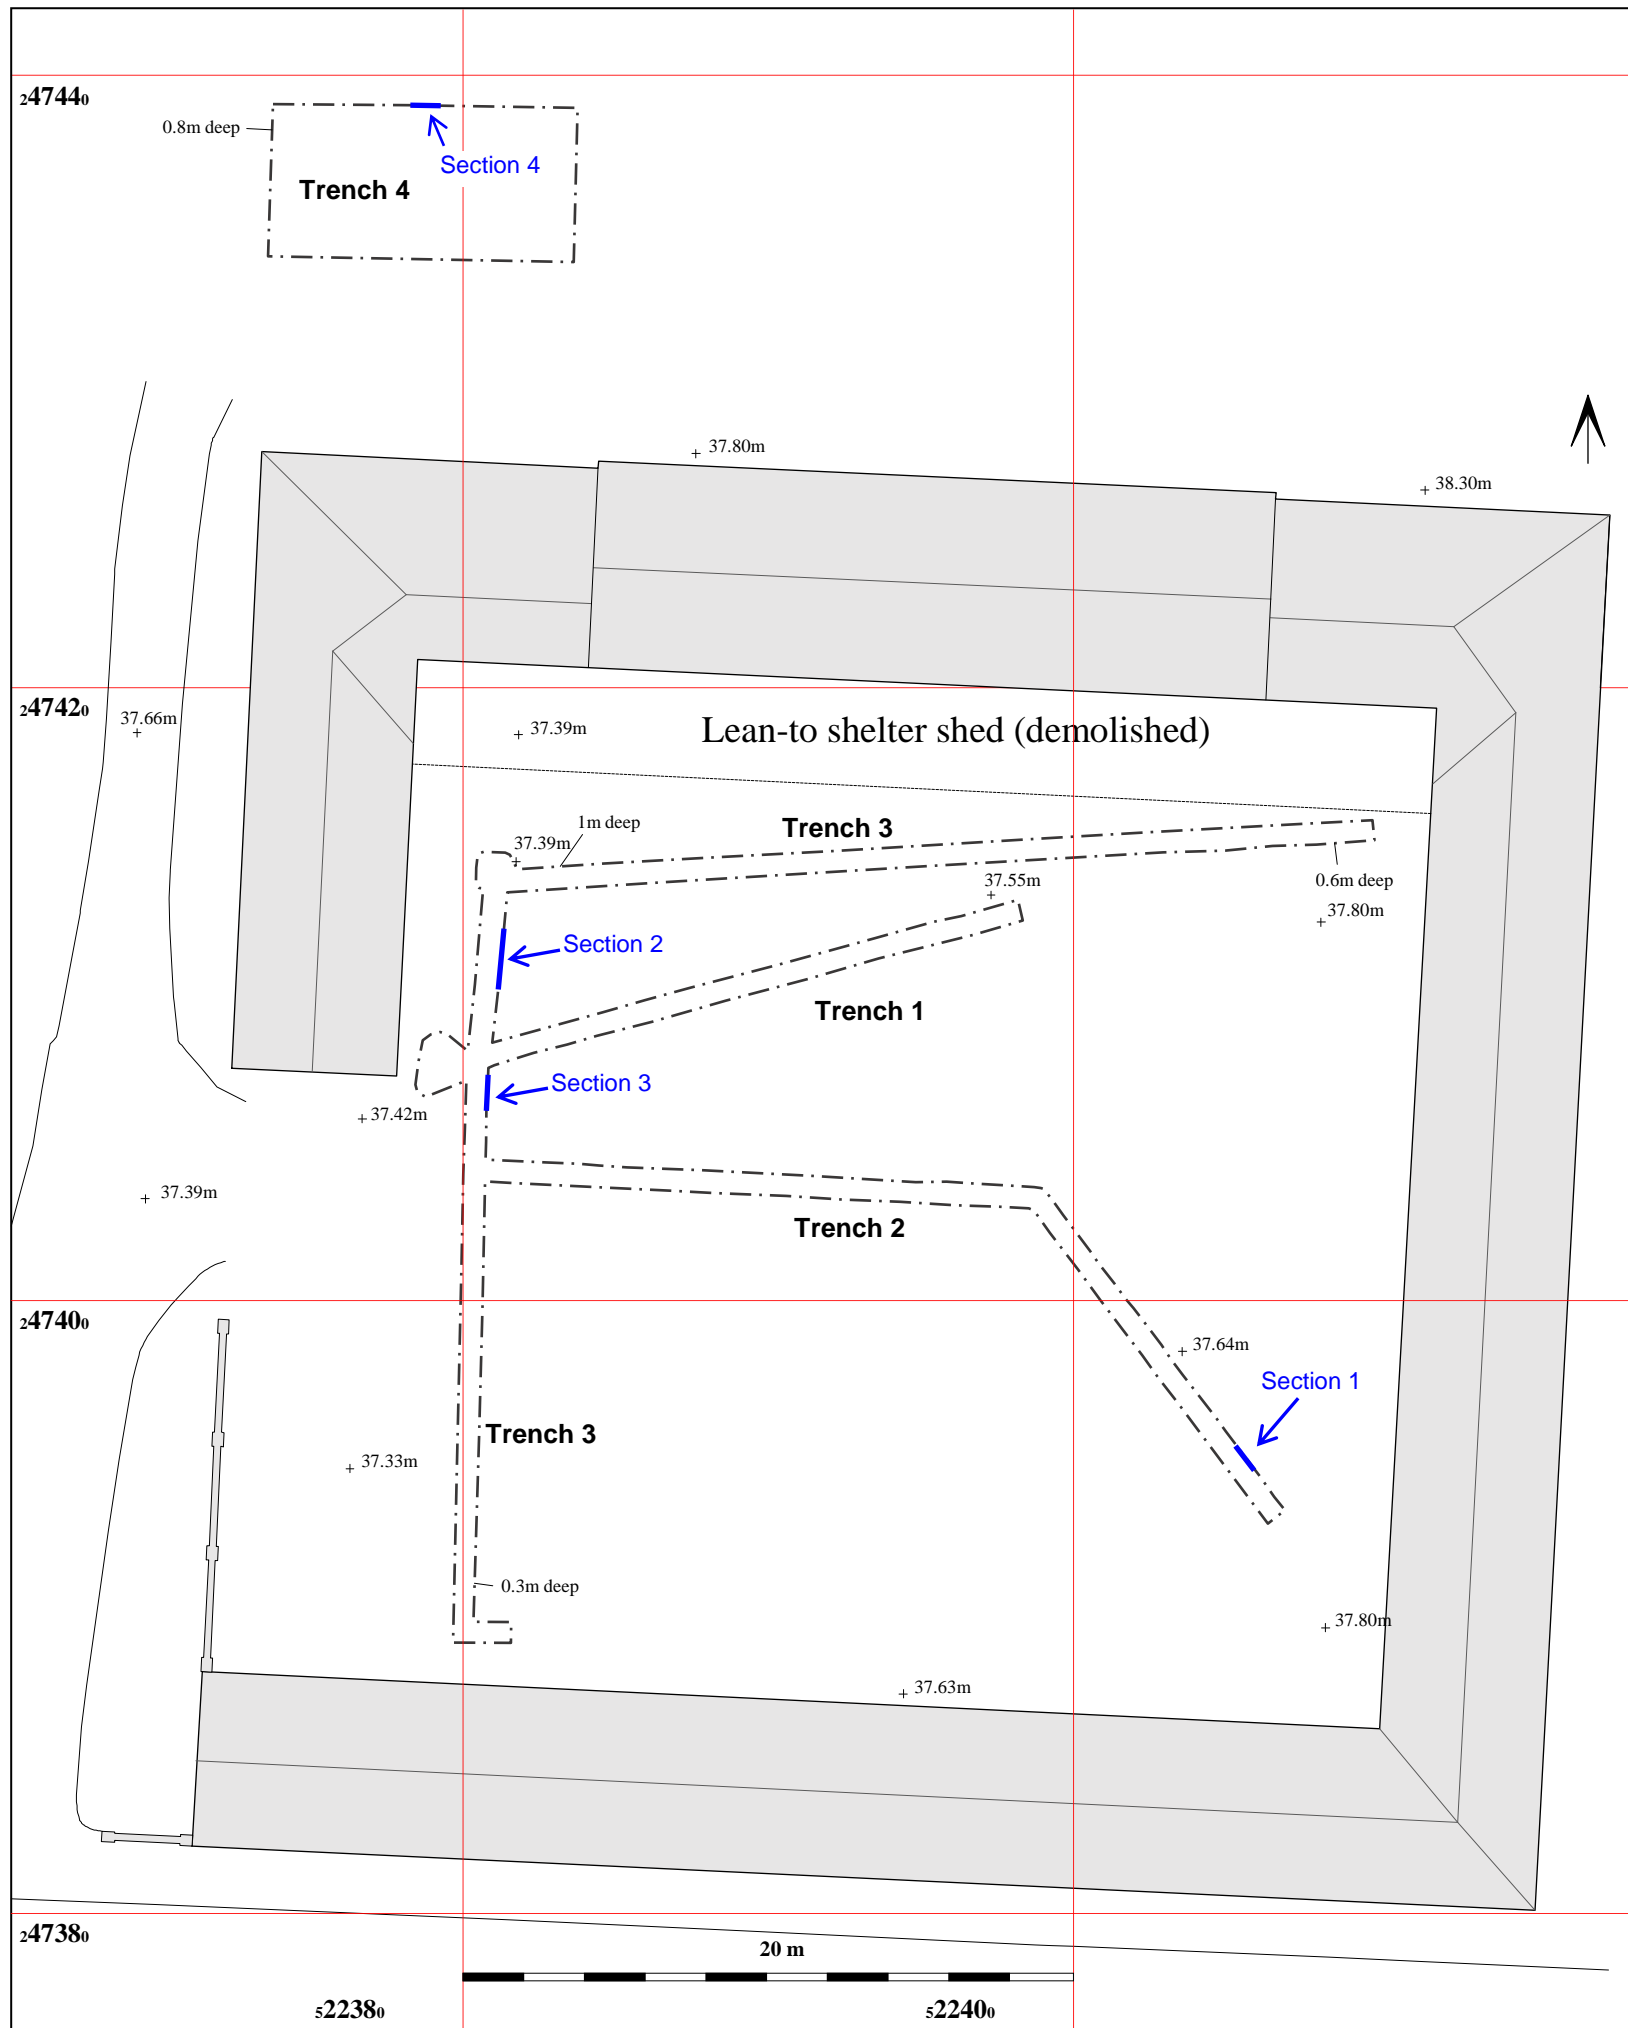 247440
0.8m deep
Section 4
Trench 4
37.80m
38.30m
247420
37.66m
37.39m
Lean-to shelter shed (demolished)
1m deep
Trench 3
37.39m
37.55m
0.6m deep
37.80m
Section 2
Trench 1
Section 3
37.42m
37.39m
Trench 2
247400
37.64m
Section 1
Trench 3
37.33m
0.3m deep
37.80m
37.63m
247380
20 m
522380
522400